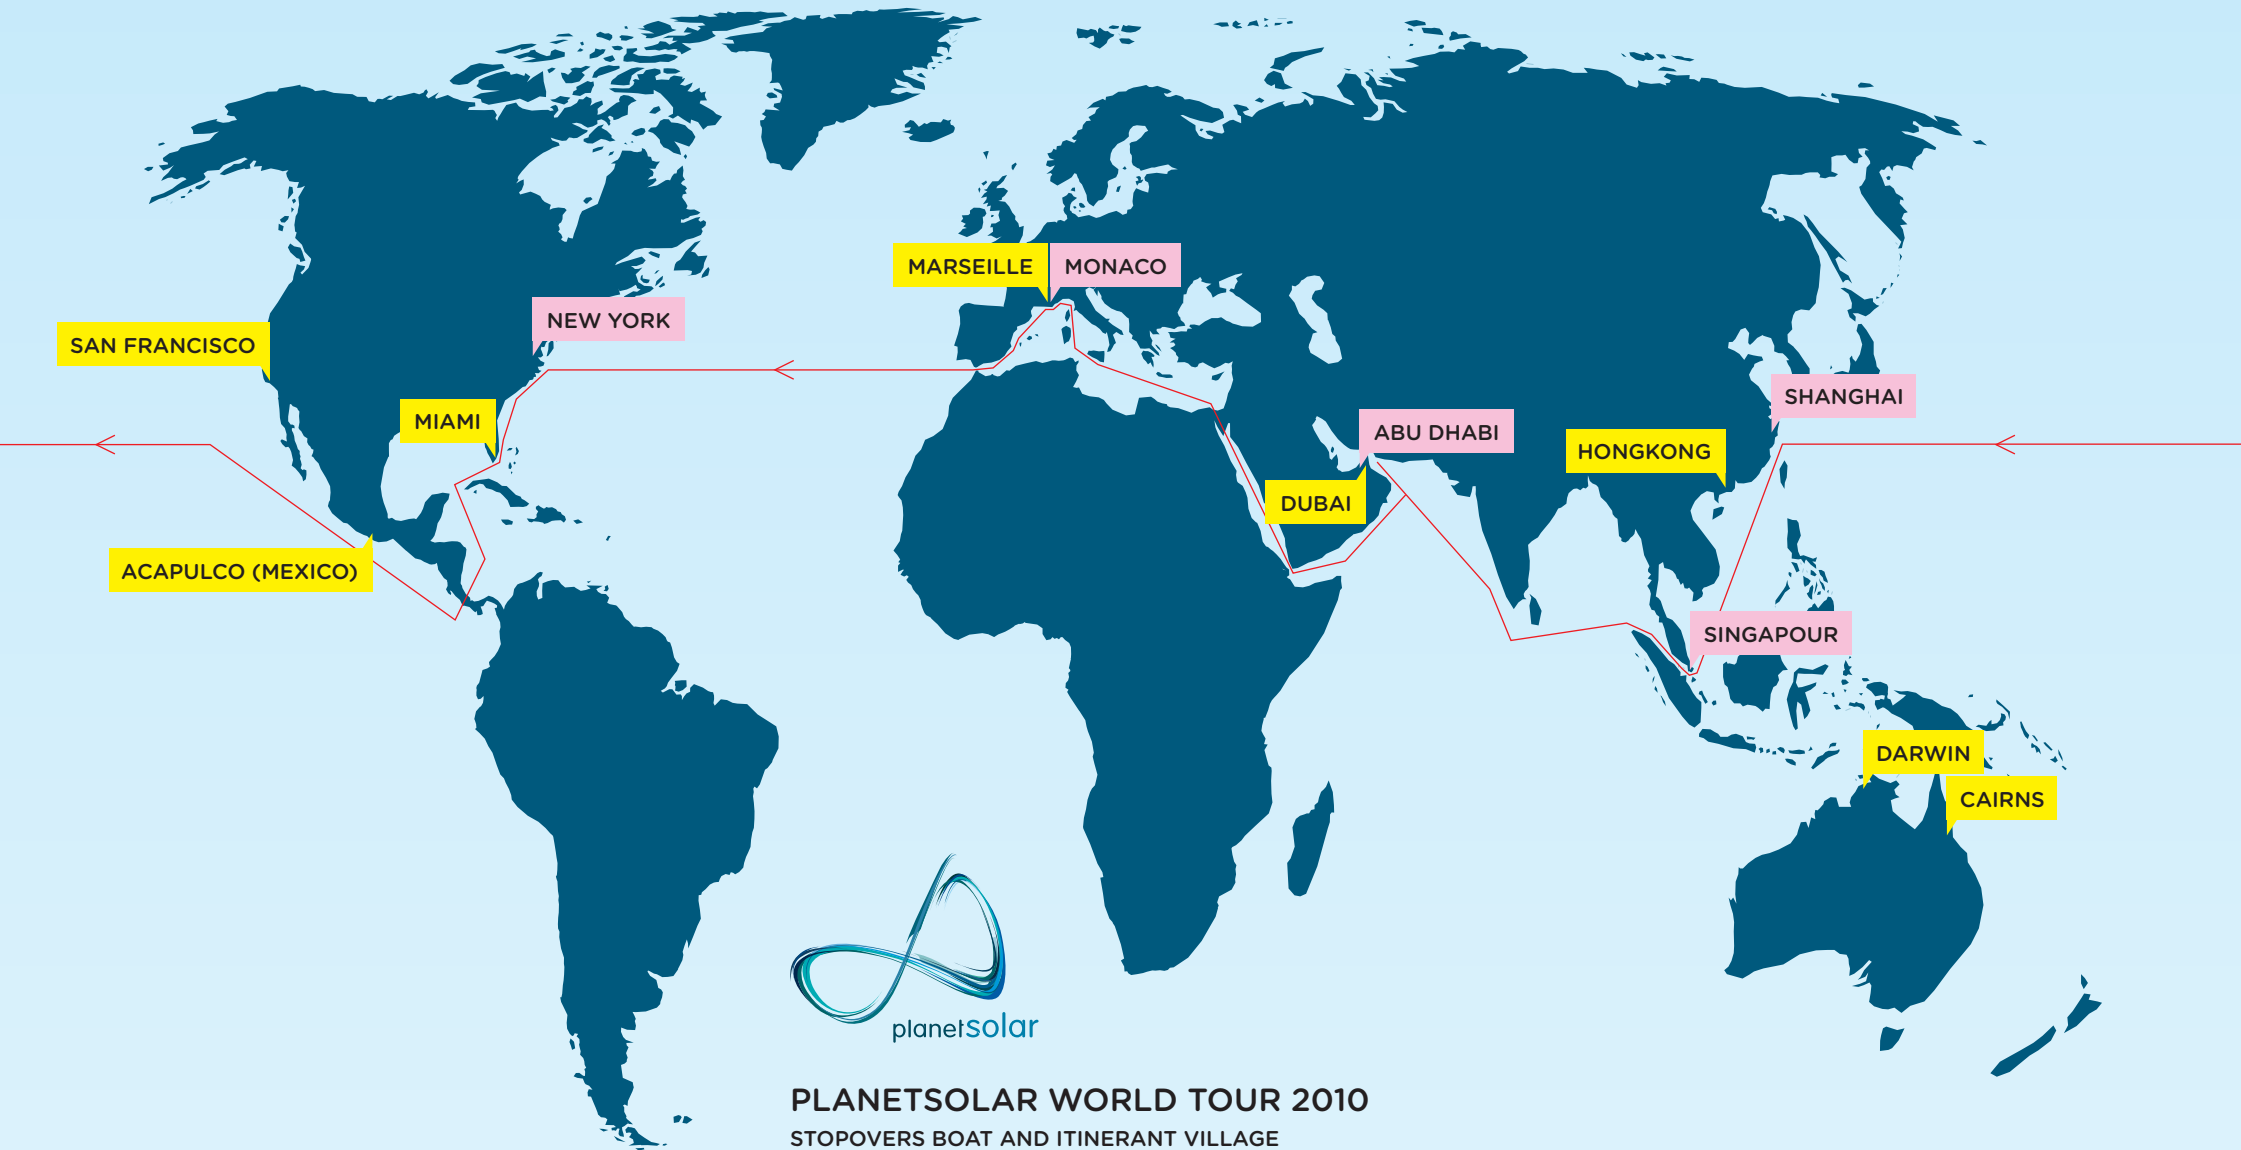 MARSEILLE
MONACO
NEW YORK
SAN FRANCISCO
MIAMI
SHANGHAI
ABU DHABI
HONGKONG
DUBAI
ACAPULCO (MEXICO)
SINGAPOUR
DARWIN
CAIRNS
planetsolar
PLANETSOLAR WORLD TOUR 2010
STOPOVERS BOAT AND ITINERANT VILLAGE